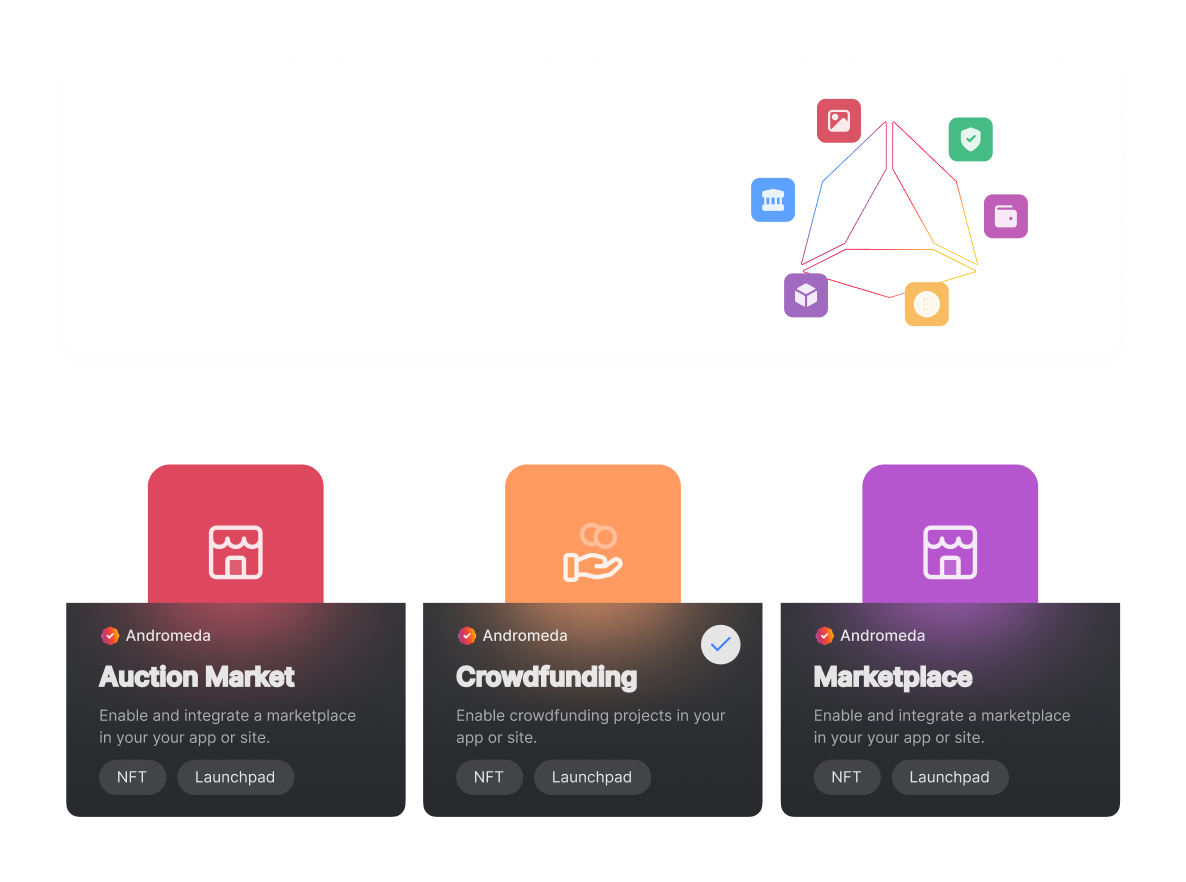 Andromeda
Auction Market
Enable and integrate a marketplace
in your your app or site.
NFT Launchpad
Andromeda
Crowdfunding
Enable crowdfunding projects in your
app or site.
NFT Launchpad
Andromeda
Marketplace
Enable and integrate a marketplace
in your your app or site.
NFT Launchpad